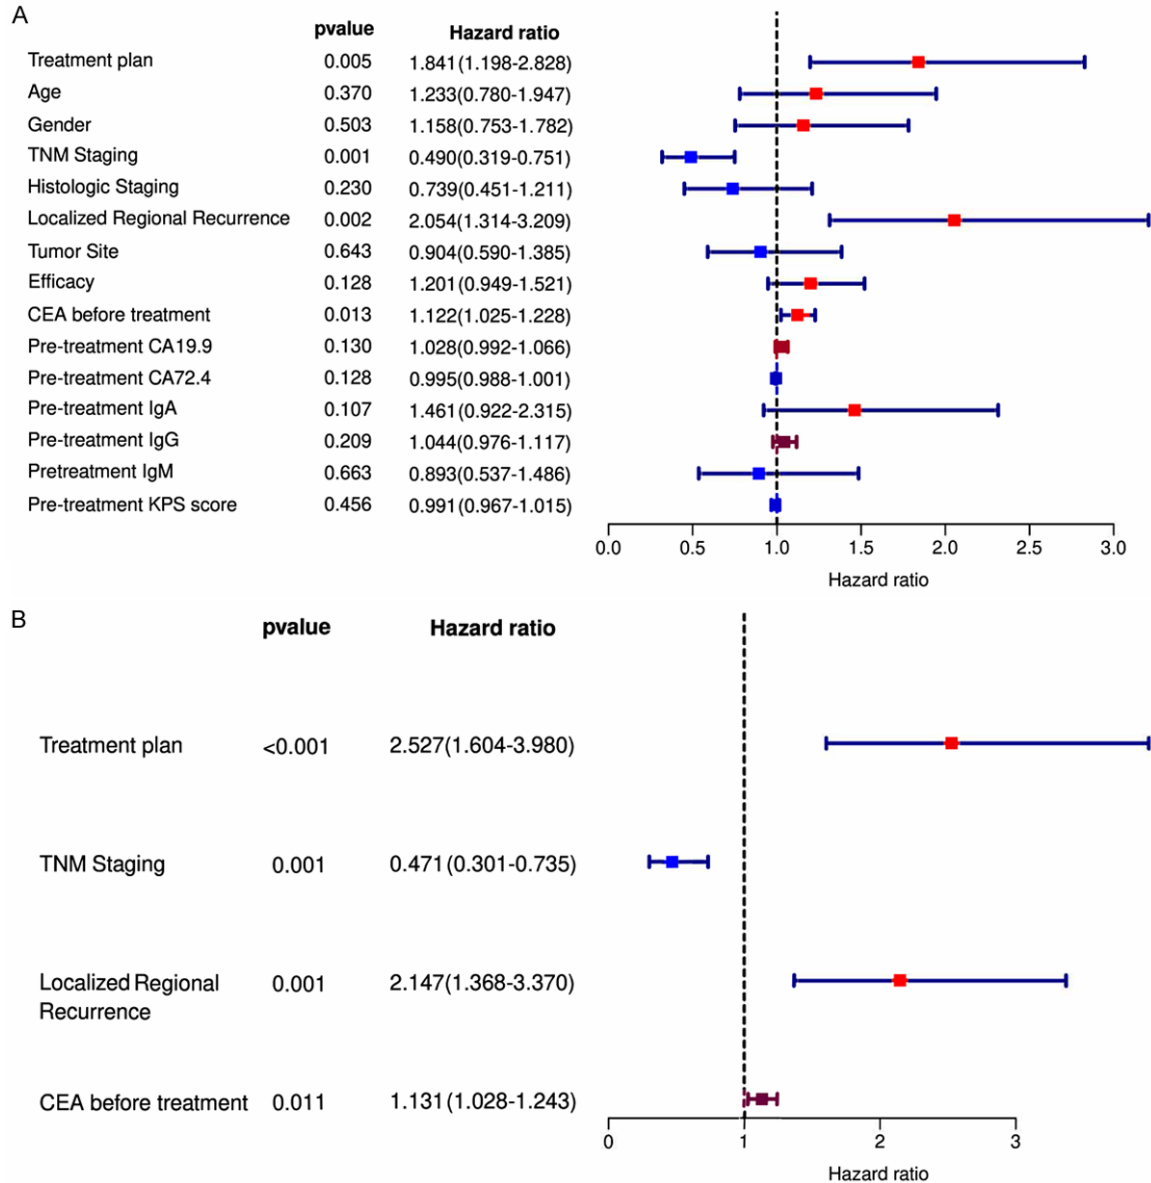 A
pvalue Hazard ratio
Treatment plan 0.005 1.841(1.198-2.828)
Age 0.370 1.233(0.780-1.947)
Gender 0.503 1.158(0.753-1.782)
TNM Staging 0.001 0.490(0.319-0.751)
Histologic Staging 0.230 0.739(0.451-1.211)
Localized Regional Recurrence 0.002 2.054(1.314-3.209)
Tumor Site 0.643 0.904(0.590-1.385)
Efficacy 0.128 1.201(0.949-1.521)
CEA before treatment 0.013 1.122(1.025-1.228)
Pre-treatment CA19.9 0.130 1.028(0.992-1.066)
Pre-treatment CA72.4 0.128 0.995(0.988-1.001)
Pre-treatment IgA 0.107 1.461(0.922-2.315)
Pre-treatment IgG 0.209 1.044(0.976-1.117)
Pretreatment IgM 0.663 0.893(0.537-1.486)
Pre-treatment KPS score 0.456 0.991(0.967-1.015)
0.0 0.5 1.0 1.5 2.0 2.5 3.0
Hazard ratio
B
pvalue Hazard ratio
Treatment plan <0.001 2.527(1.604-3.980)
TNM Staging 0.001 0.471(0.301-0.735)
Localized Regional 0.001 2.147(1.368-3.370)
Recurrence
CEA before treatment 0.011 1.131(1.028-1.243)
0 1 2 3
Hazard ratio